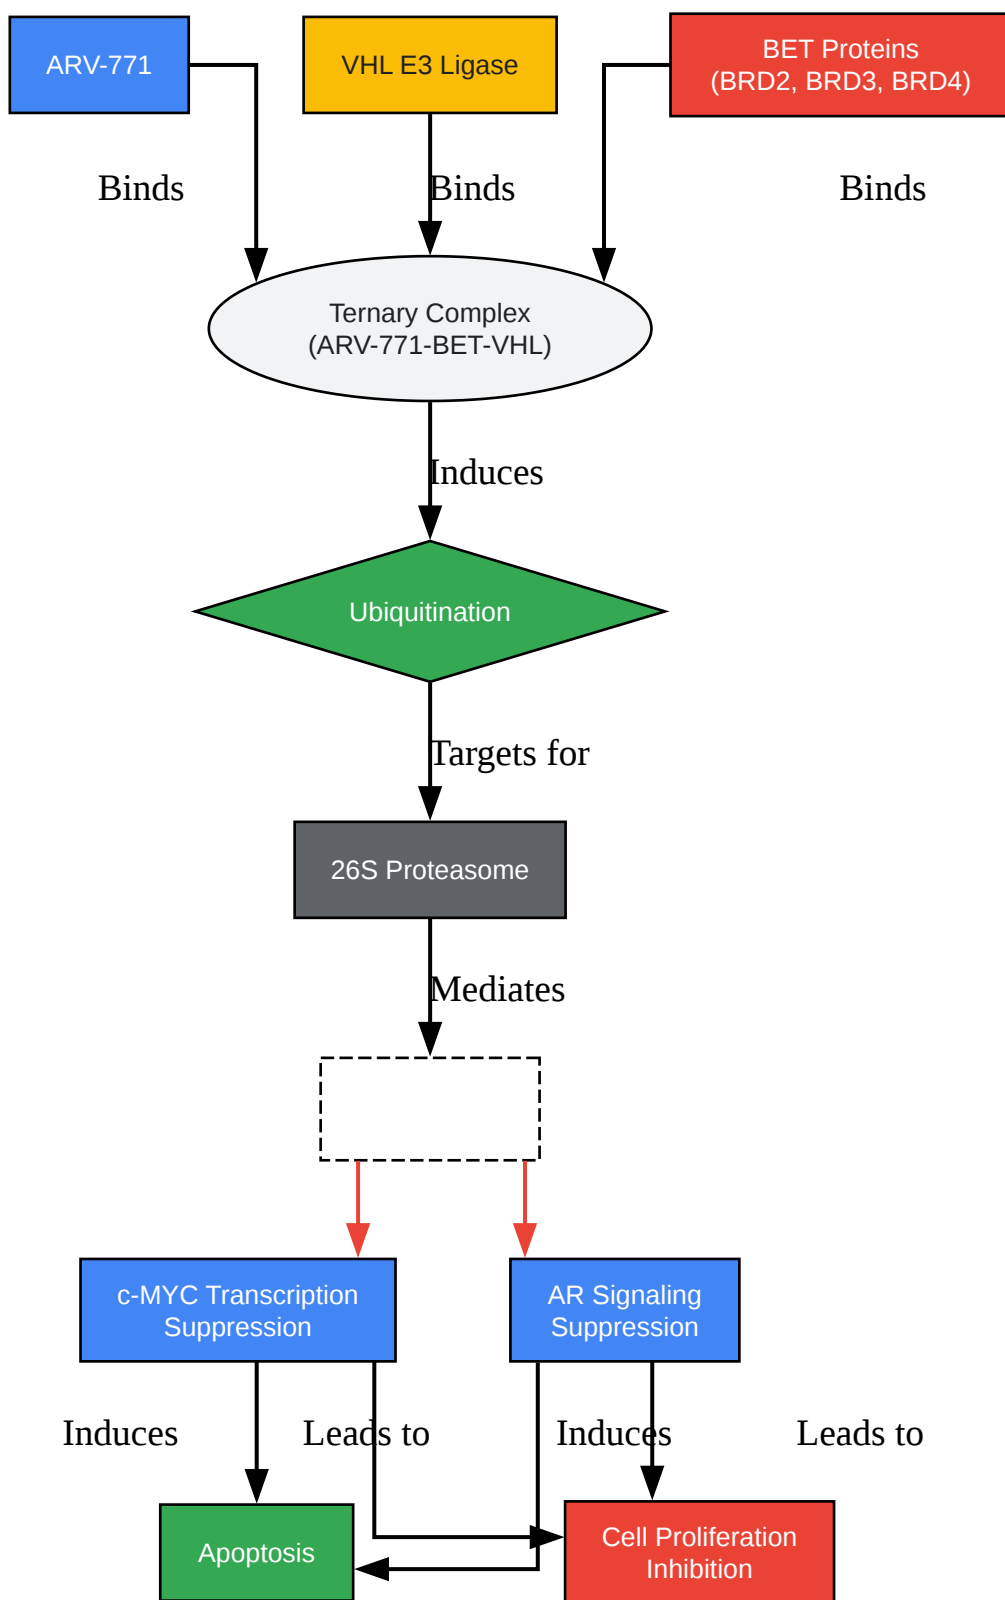 ARV-771
VHL E3 Ligase
BET Proteins
(BRD2, BRD3, BRD4)
Binds
Binds
Binds
Ternary Complex
(ARV-771-BET-VHL)
Induces
Ubiquitination
Targets for
26S Proteasome
Mediates
c-MYC Transcription
Suppression
AR Signaling
Suppression
Induces
Leads to
Induces
Leads to
Apoptosis
Cell Proliferation
Inhibition